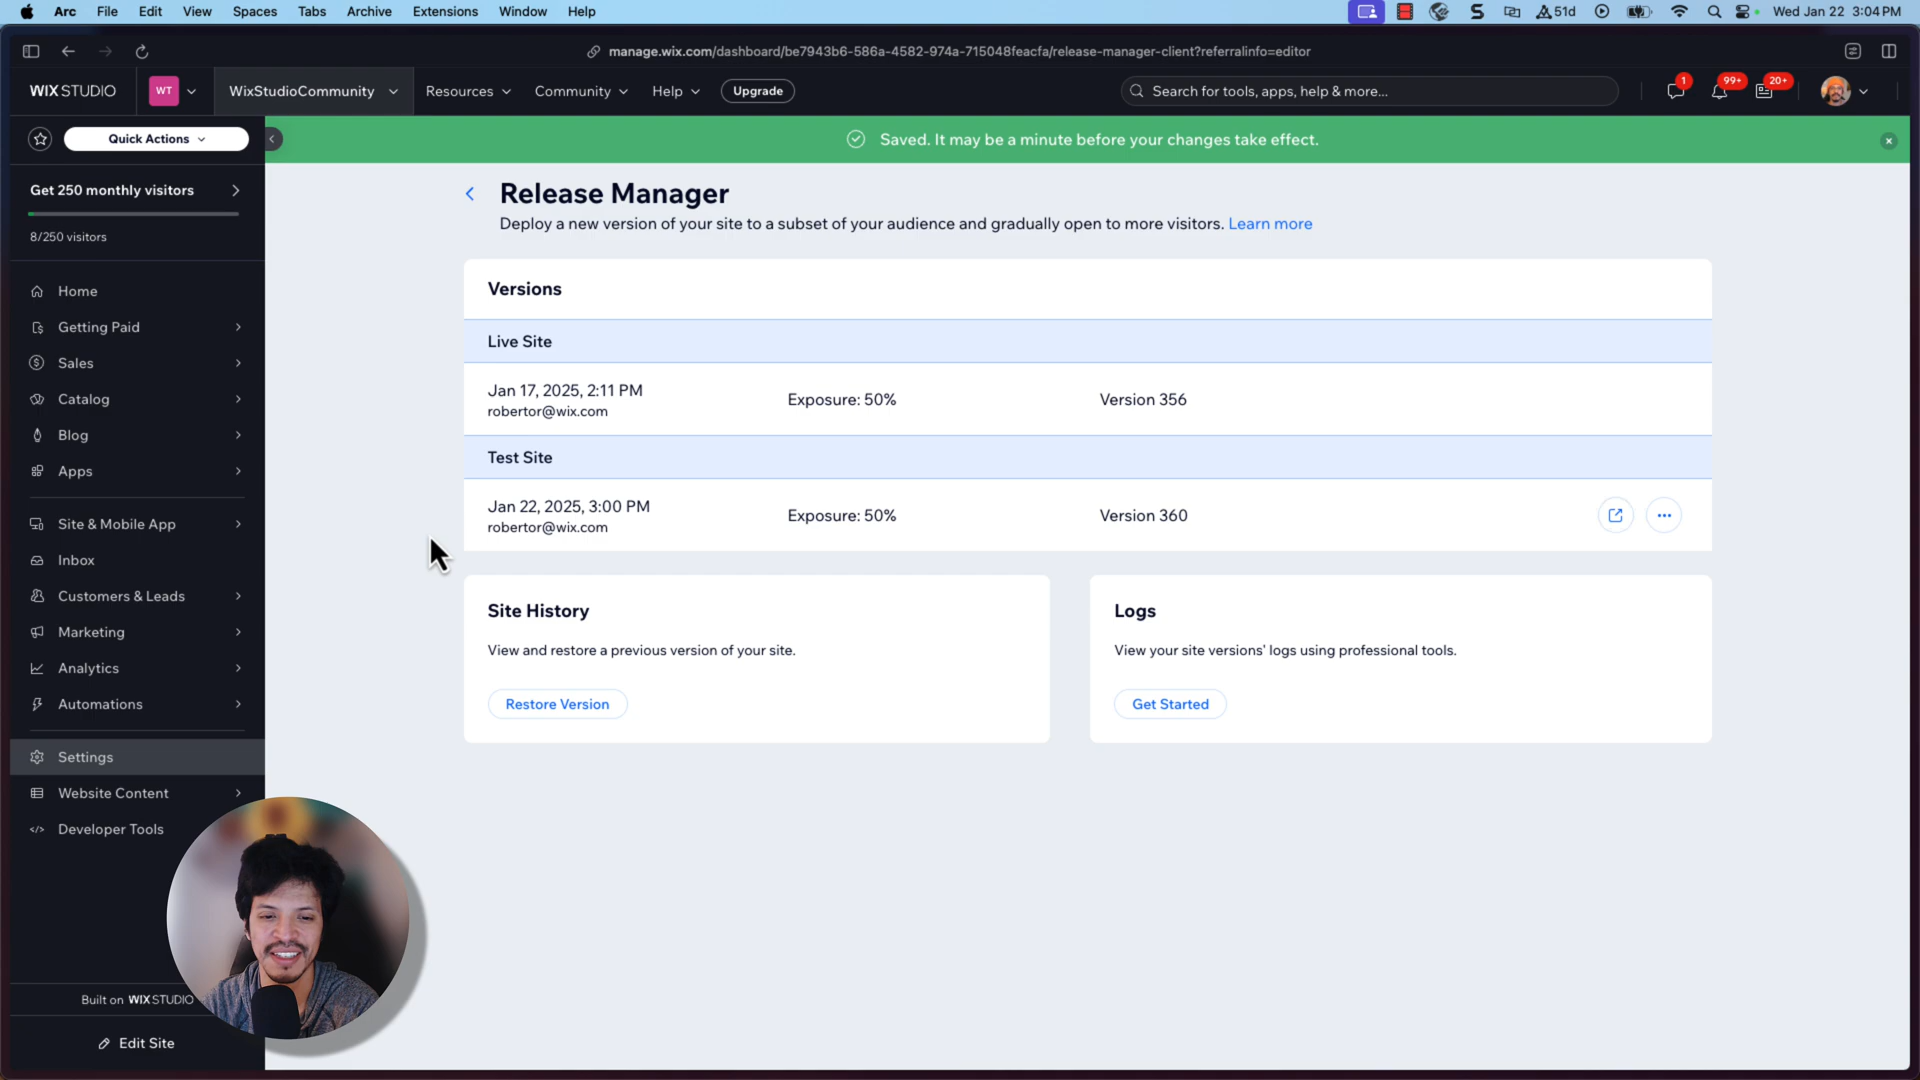 Arc File Edit View Spaces Tabs Archive Extensions Window Help 51d Wed Jan 22 3:04 PM
manage.wix.com/dashboard/be7943b6-586a-4582-974a-715048feacfa/release-manager-client?referralinfo=editor
WIX STUDIO WT WixStudioCommunity Resources Community Help Upgrade Search for tools, apps, help & more... 1 99+ 20+
Quick Actions
Saved. It may be a minute before your changes take effect.
Get 250 monthly visitors
8/250 visitors
Home
Getting Paid
Sales
Catalog
Blog
Apps
Site & Mobile App
Inbox
Customers & Leads
Marketing
Analytics
Automations
Settings
Website Content
Developer Tools
Built on WIX STUDIO
Edit Site
Release Manager
Deploy a new version of your site to a subset of your audience and gradually open to more visitors. Learn more
Versions
Live Site
Jan 17, 2025, 2:11 PM
robertor@wix.com
Exposure: 50%
Version 356
Test Site
Jan 22, 2025, 3:00 PM
robertor@wix.com
Exposure: 50%
Version 360
Site History
View and restore a previous version of your site.
Restore Version
Logs
View your site versions' logs using professional tools.
Get Started